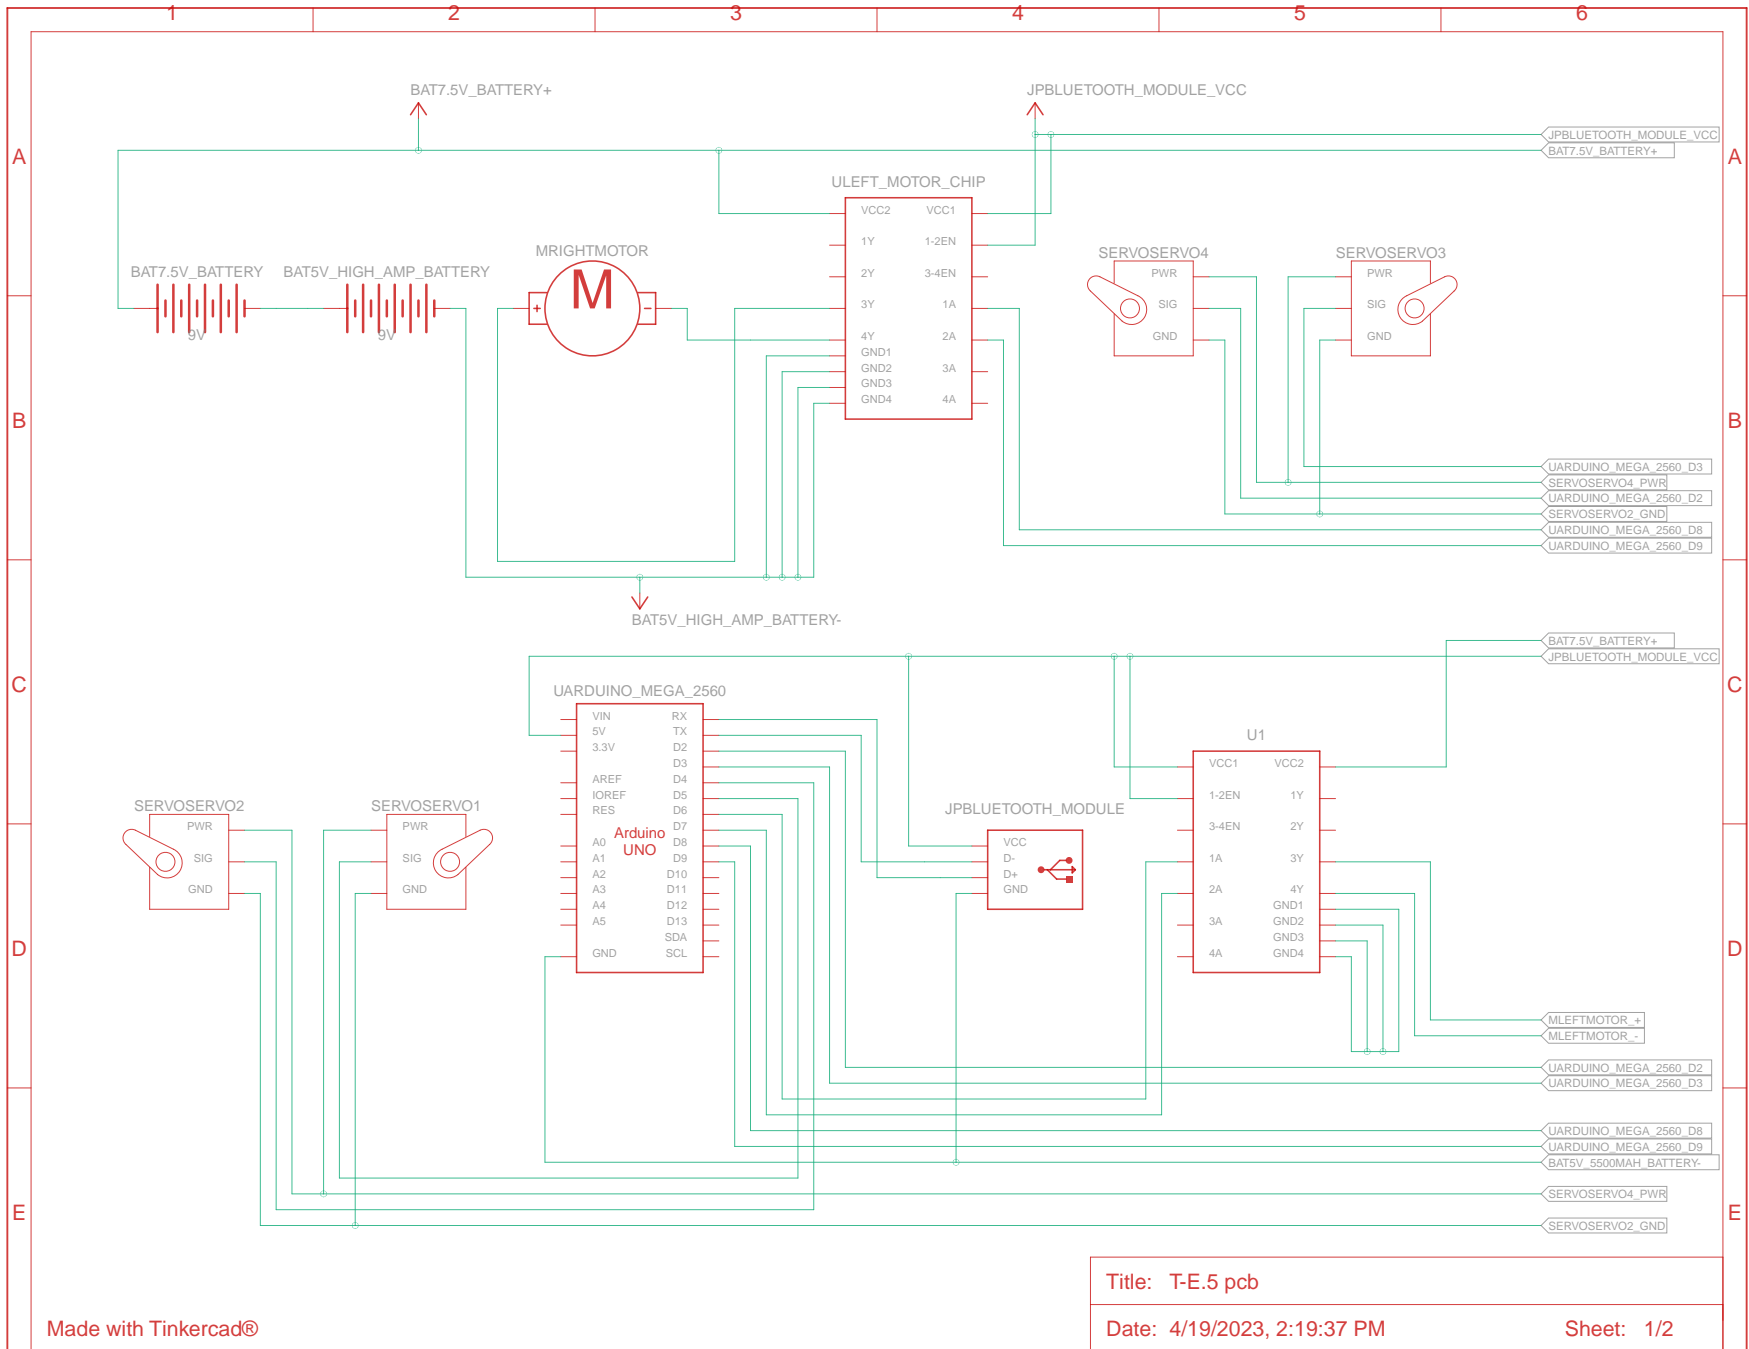 1 2 3 4 5 6
BAT7.5V_BATTERY+ JPBLUETOOTH_MODULE_VCC
JPBLUETOOTH_MODULE_VCC
A BAT7.5V_BATTERY+ A
ULEFT_MOTOR_CHIP
VCC2 VCC1
1Y 1-2EN
MRIGHTMOTOR SERVOSERVO4 SERVOSERVO3
BAT7.5V_BATTERY BAT5V_HIGH_AMP_BATTERY
M
2Y 3-4EN PWR PWR
+ - 3Y 1A SIG SIG
9V 9V 4Y 2A GND GND
GND1
GND2 3A
GND3
GND4 4A
B B
UARDUINO_MEGA_2560_D3
SERVOSERVO4_PWR
UARDUINO_MEGA_2560_D2
SERVOSERVO2_GND
UARDUINO_MEGA_2560_D8
UARDUINO_MEGA_2560_D9
BAT5V_HIGH_AMP_BATTERY-
BAT7.5V_BATTERY+
JPBLUETOOTH_MODULE_VCC
C C
UARDUINO_MEGA_2560
VIN RX
5V TX
3.3V D2
U1
D3
VCC1 VCC2
AREF D4
IOREF D5
1-2EN 1Y
SERVOSERVO2 SERVOSERVO1 JPBLUETOOTH_MODULE
RES D6
PWR PWR D7 3-4EN 2Y
Arduino
UNO
A0 D8 VCC
SIG SIG A1 D9 D- 1A 3Y
A2 D10 D+
GND GND A3 D11 GND 2A 4Y
A4 D12 GND1
A5 D13 3A GND2
SDA GND3
D GND SCL 4A GND4 D
MLEFTMOTOR_+
MLEFTMOTOR_-
UARDUINO_MEGA_2560_D2
UARDUINO_MEGA_2560_D3
UARDUINO_MEGA_2560_D8
UARDUINO_MEGA_2560_D9
BAT5V_5500MAH_BATTERY-
SERVOSERVO4_PWR
E E
SERVOSERVO2_GND
Title: T-E.5 pcb
Made with Tinkercad® Date: 4/19/2023, 2:19:37 PM Sheet: 1/2